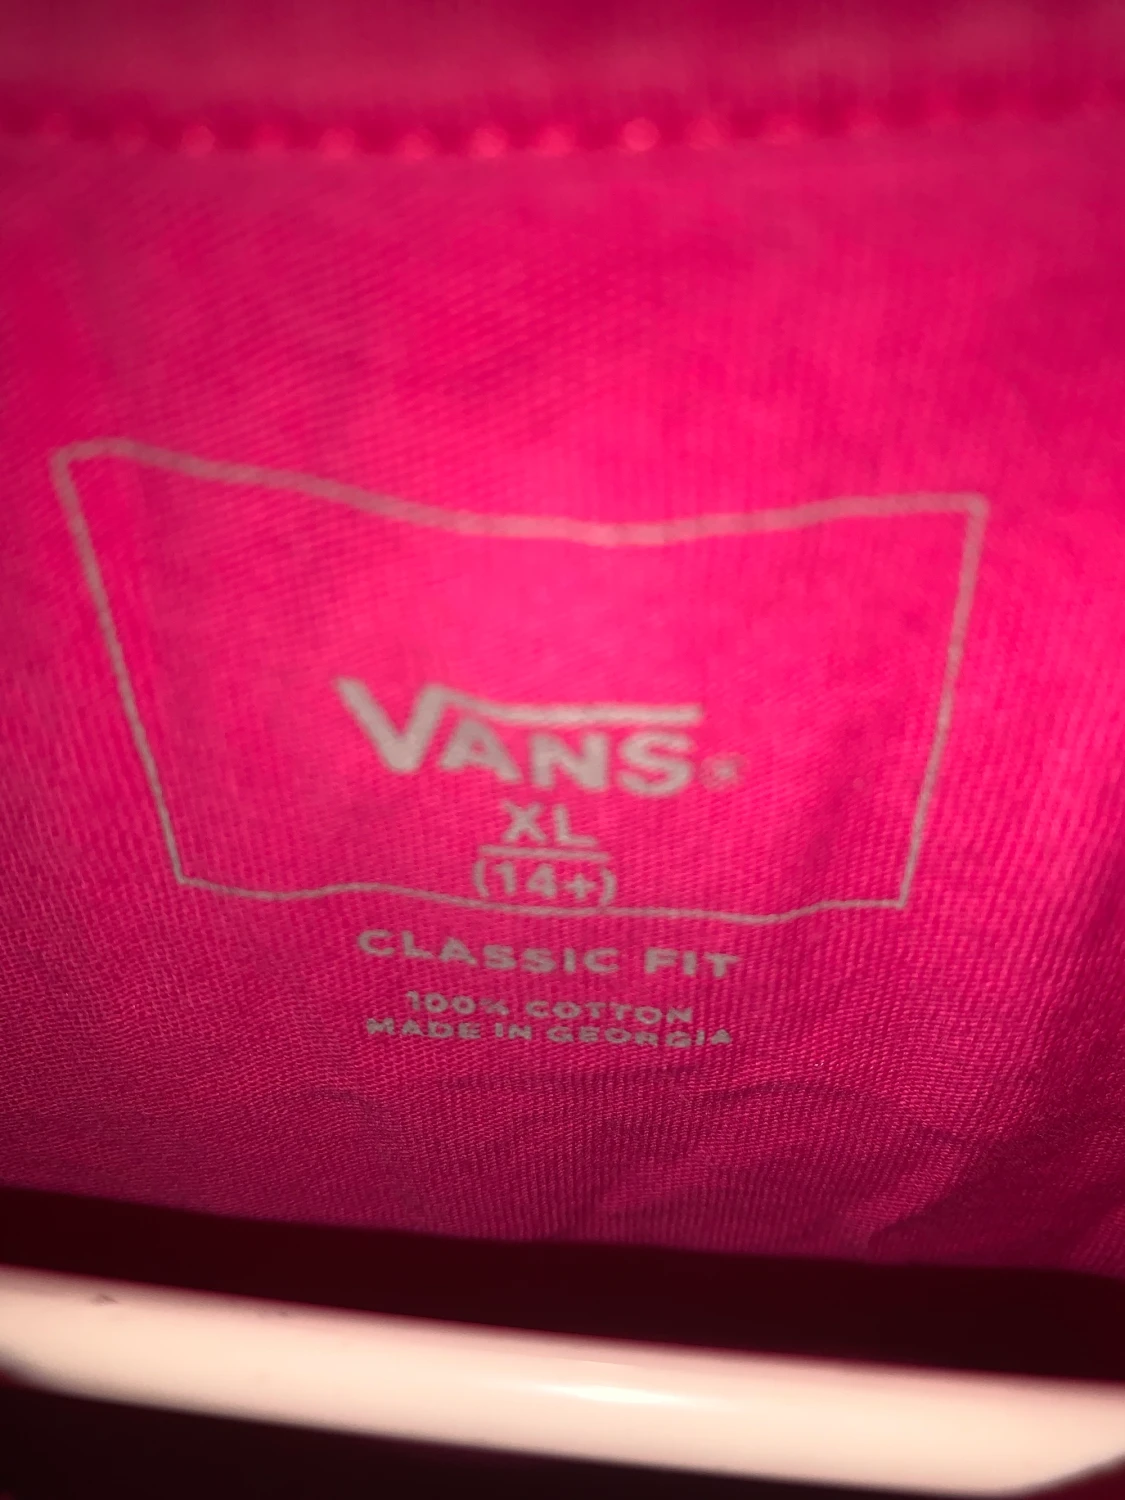 VANS®
XL
(14+)
CLASSIC FIT
100% COTTON
MADE IN GEORGIA